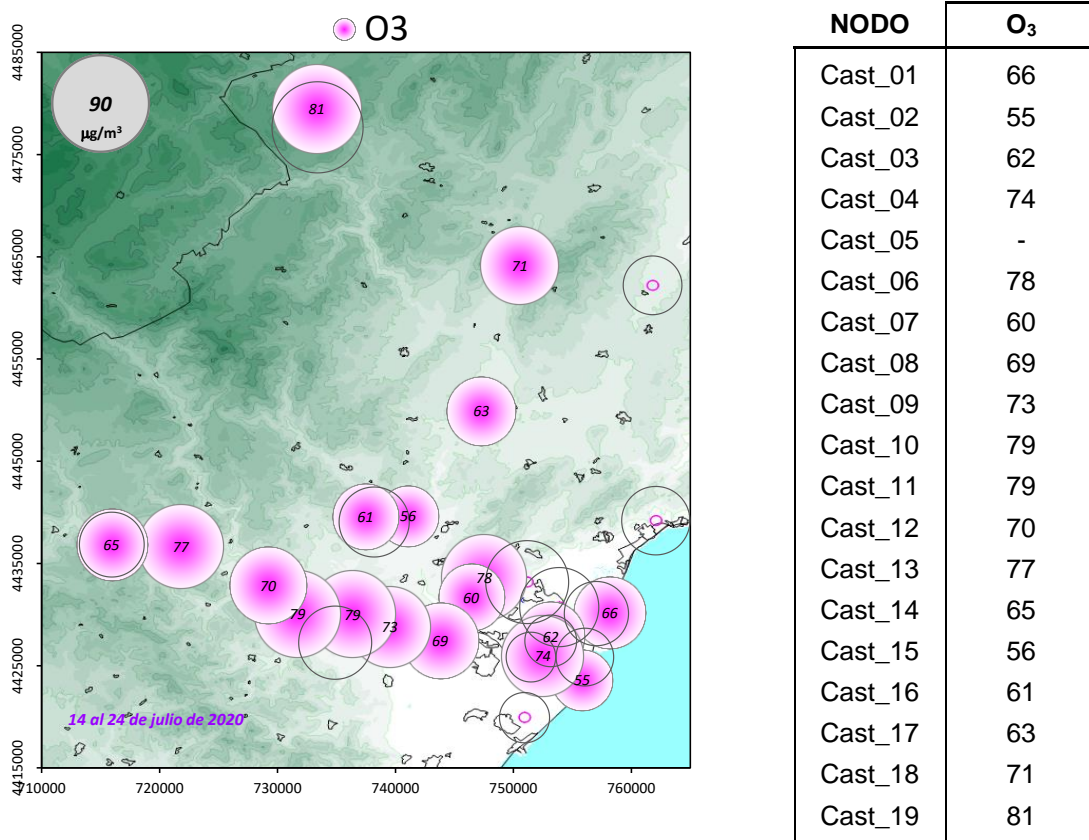 O3
4485000
4475000
4465000
4455000
4445000
4435000
4425000
4415000
90
µg/m³
81
71
63
61
56
65
77
78
70
60
79
79
66
73
62
69
74
55
14 al 24 de julio de 2020
710000 720000 730000 740000 750000 760000
NODO O₃
Cast_01 66
Cast_02 55
Cast_03 62
Cast_04 74
Cast_05 -
Cast_06 78
Cast_07 60
Cast_08 69
Cast_09 73
Cast_10 79
Cast_11 79
Cast_12 70
Cast_13 77
Cast_14 65
Cast_15 56
Cast_16 61
Cast_17 63
Cast_18 71
Cast_19 81